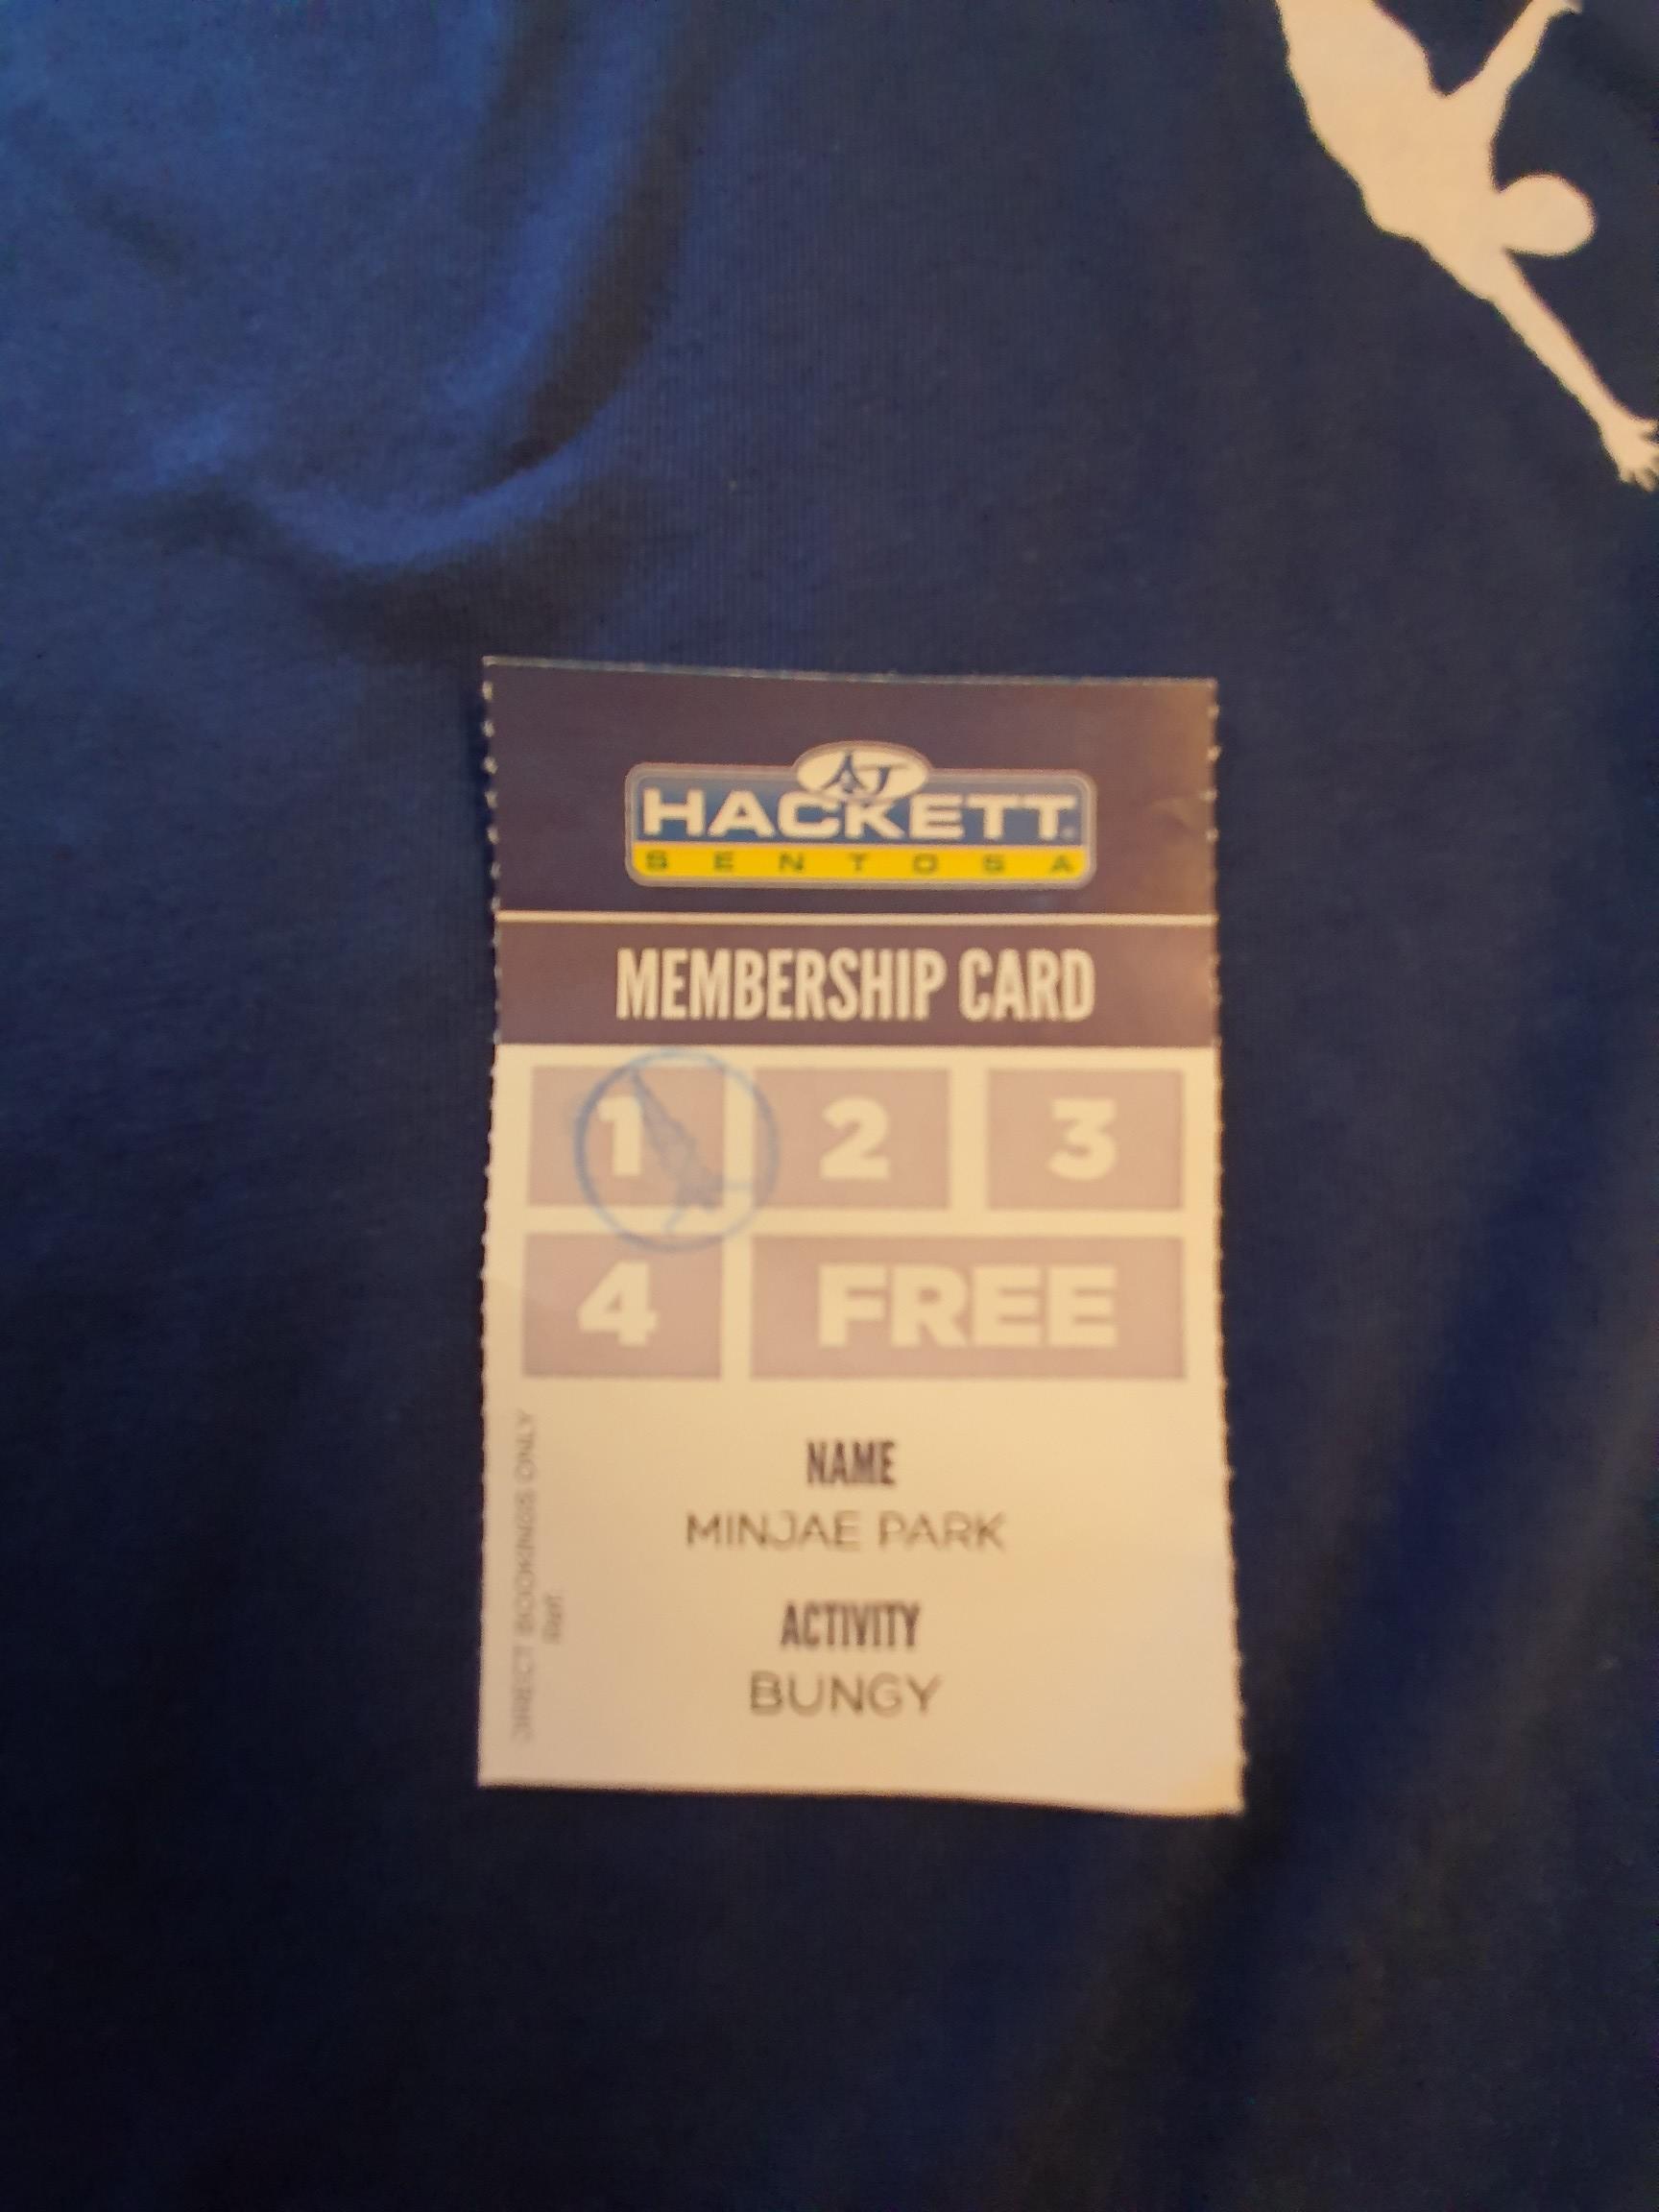 AJ
HACKETT
SENTOSA
MEMBERSHIP CARD
1 2 3
4 FREE
NAME
MINJAE PARK
ACTIVITY
BUNGY
DIRECT BOOKINGS ONLY